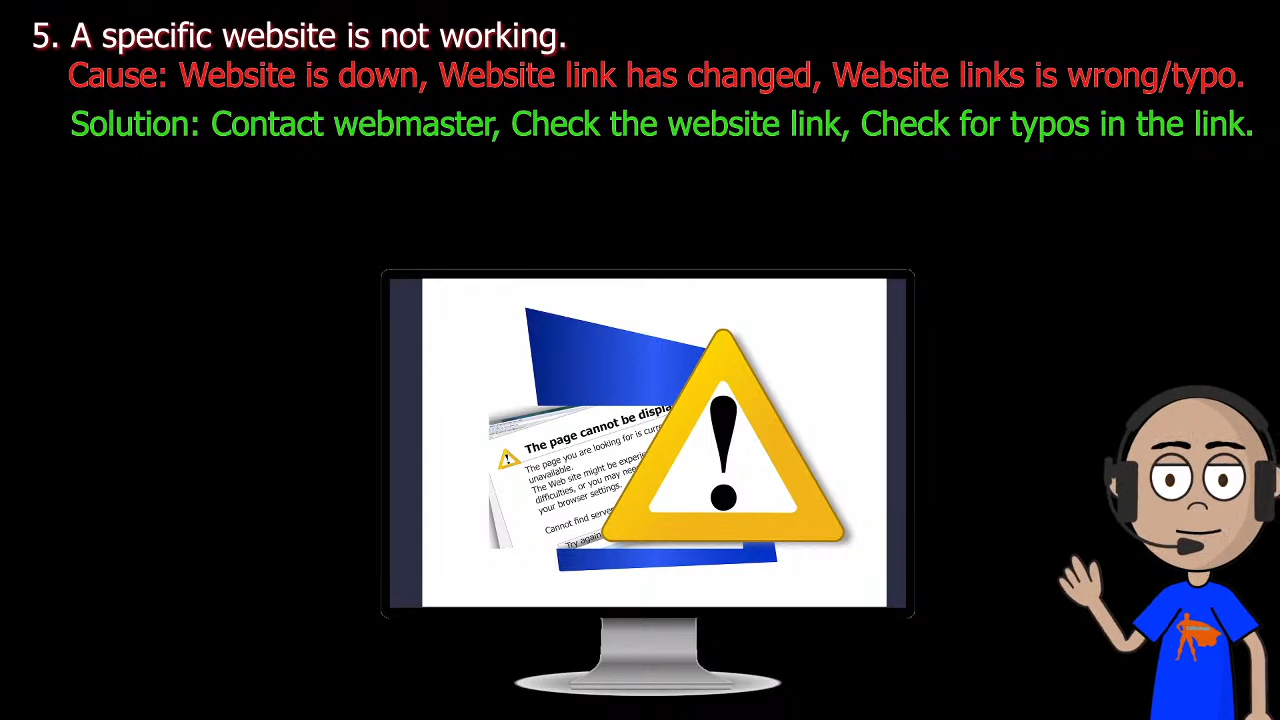 5. A specific website is not working.
Cause: Website is down, Website link has changed, Website links is wrong/typo.
Solution: Contact webmaster, Check the website link, Check for typos in the link.
The page cannot be displa
The page you are looking for is curr
unavailable.
The Web site might be experi
difficulties, or you may nee
your browser settings.
Cannot find serve
Try again